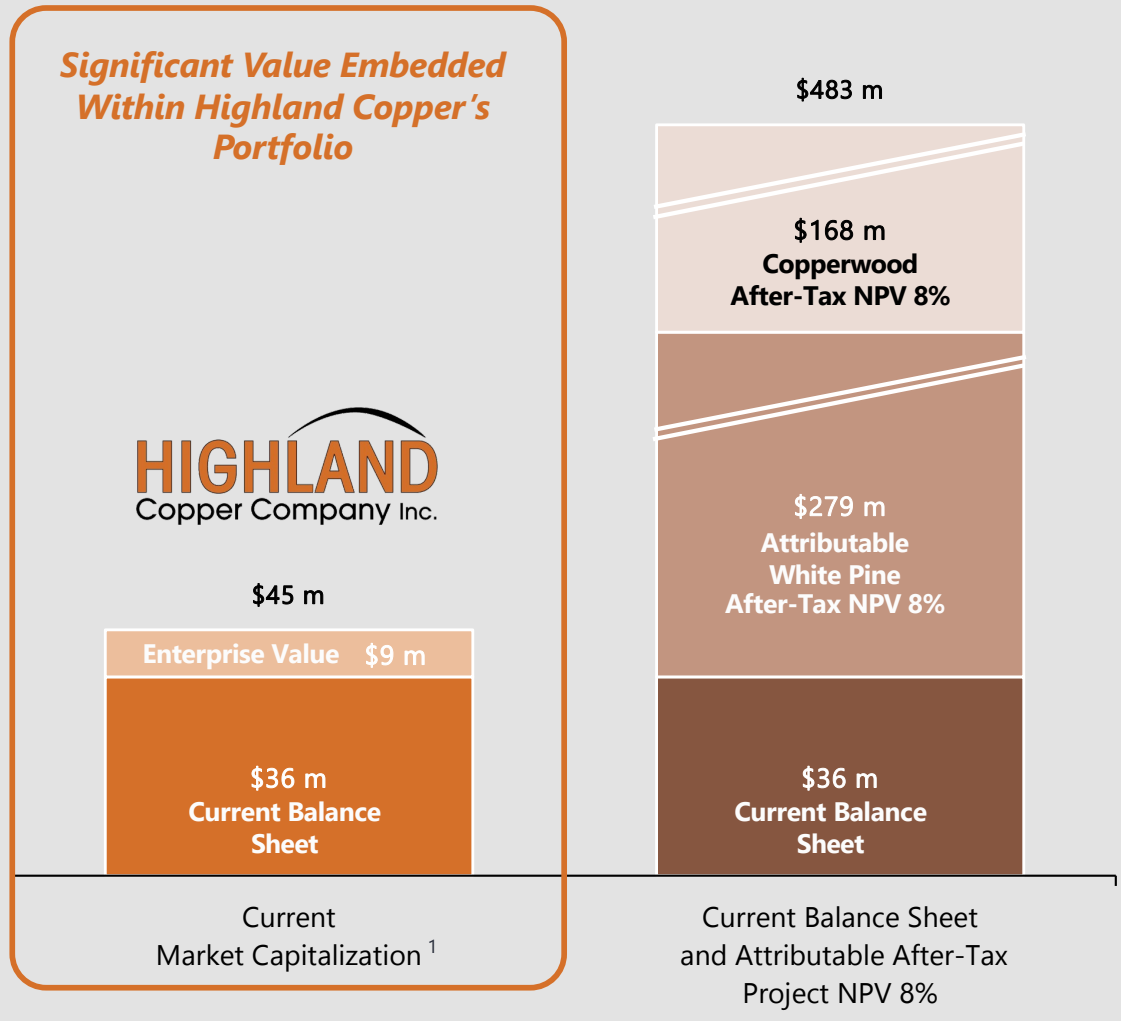 Significant Value Embedded
Within Highland Copper’s
Portfolio
HIGHLAND
Copper Company Inc.
$45 m
Enterprise Value $9 m
$36 m
Current Balance
Sheet
Current
Market Capitalization 1
$483 m
$168 m
Copperwood
After-Tax NPV 8%
$279 m
Attributable
White Pine
After-Tax NPV 8%
$36 m
Current Balance
Sheet
Current Balance Sheet
and Attributable After-Tax
Project NPV 8%